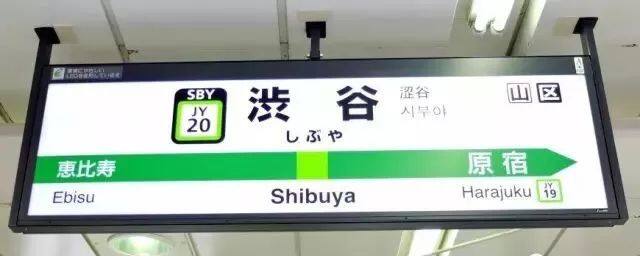 SBY
JY
20
渋谷
しぶや
涩谷
시부야
山区
恵比寿
原宿
Ebisu
Shibuya
Harajuku
JY
19